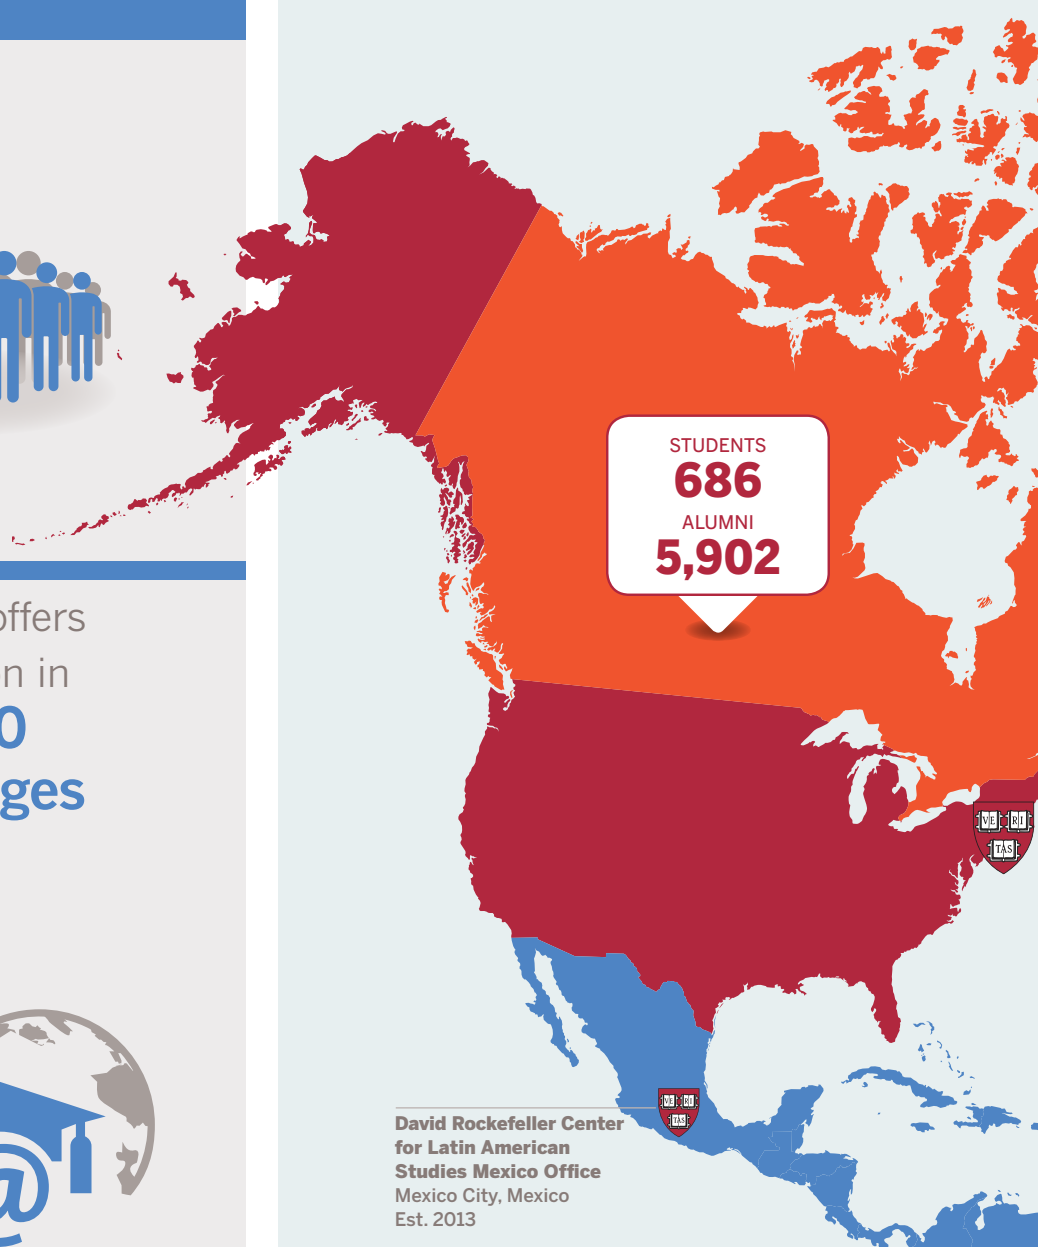 offers
n in
0
ges
STUDENTS
686
ALUMNI
5,902
VE RI
TAS
David Rockefeller Center
for Latin American
Studies Mexico Office
Mexico City, Mexico
Est. 2013
VE RI
TAS
@